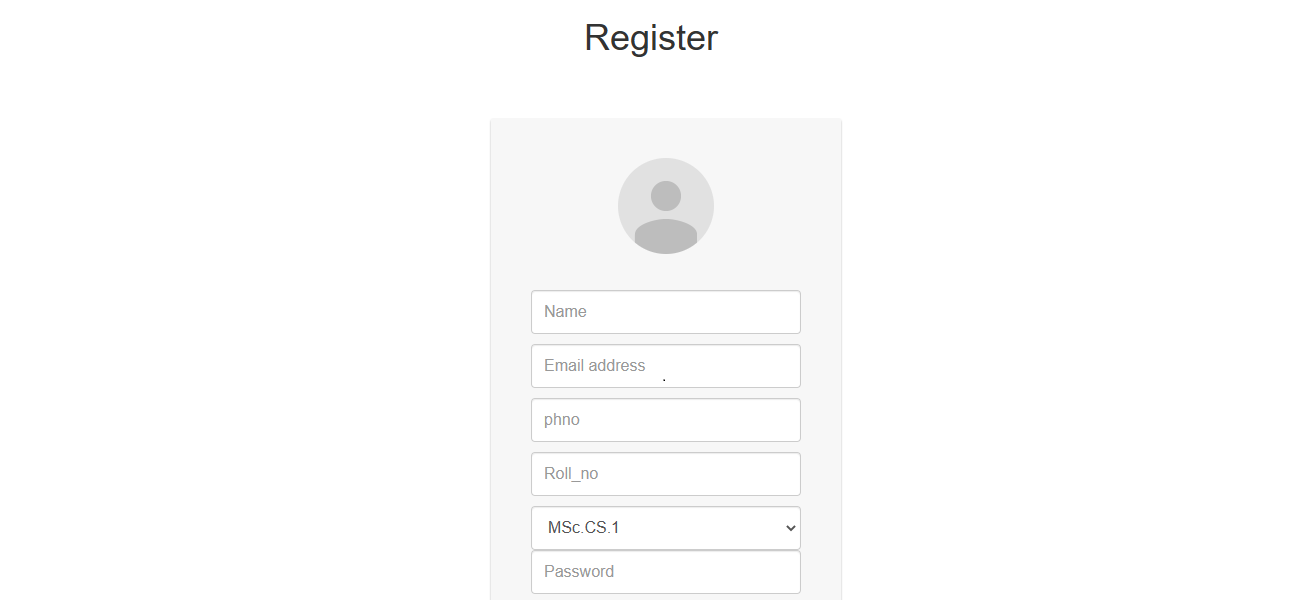 Register
Name
Email address
phno
Roll_no
MSc.CS.1
Password